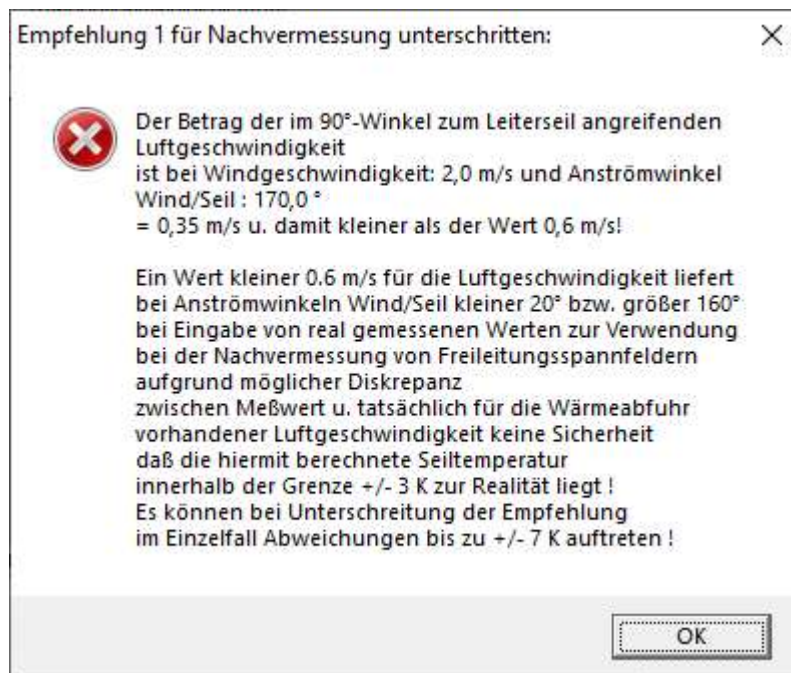 Empfehlung 1 für Nachvermessung unterschritten:
Der Betrag der im 90°-Winkel zum Leiterseil angreifenden
Luftgeschwindigkeit
ist bei Windgeschwindigkeit: 2,0 m/s und Anströmwinkel
Wind/Seil : 170,0 °
= 0,35 m/s u. damit kleiner als der Wert 0,6 m/s!
Ein Wert kleiner 0.6 m/s für die Luftgeschwindigkeit liefert
bei Anströmwinkeln Wind/Seil kleiner 20° bzw. größer 160°
bei Eingabe von real gemessenen Werten zur Verwendung
bei der Nachvermessung von Freileitungsspannfeldern
aufgrund möglicher Diskrepanz
zwischen Meßwert u. tatsächlich für die Wärmeabfuhr
vorhandener Luftgeschwindigkeit keine Sicherheit
daß die hiermit berechnete Seiltemperatur
innerhalb der Grenze +/- 3 K zur Realität liegt !
Es können bei Unterschreitung der Empfehlung
im Einzelfall Abweichungen bis zu +/- 7 K auftreten !
OK